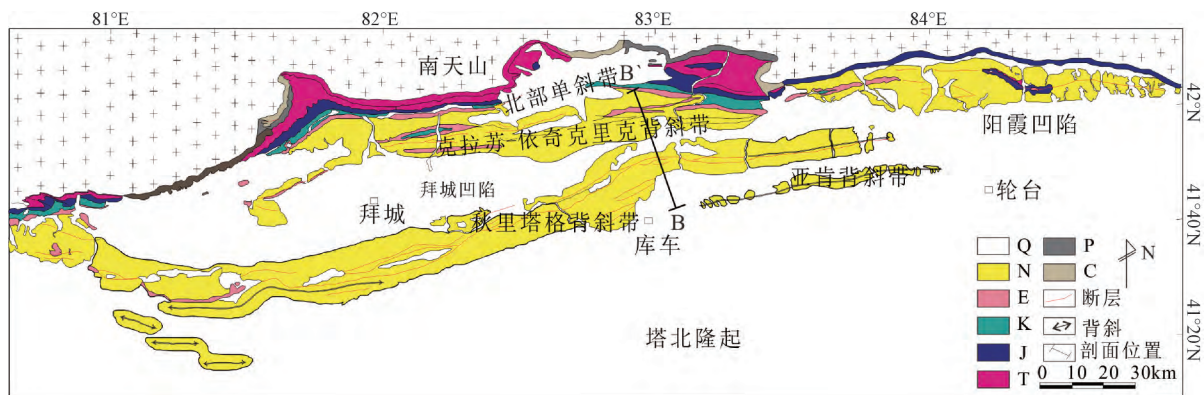 81°E
82°E
83°E
84°E
南天山
北部单斜带
B`
42°N
克拉苏-依奇克里克背斜带
阳霞凹陷
拜城凹陷
亚肯背斜带
轮台
拜城
秋里塔格背斜带
B
库车
41°40′N
Q
P
N
N
C
E
断层
K
背斜
J
剖面位置
T
41°20′N
塔北隆起
0 10 20 30km